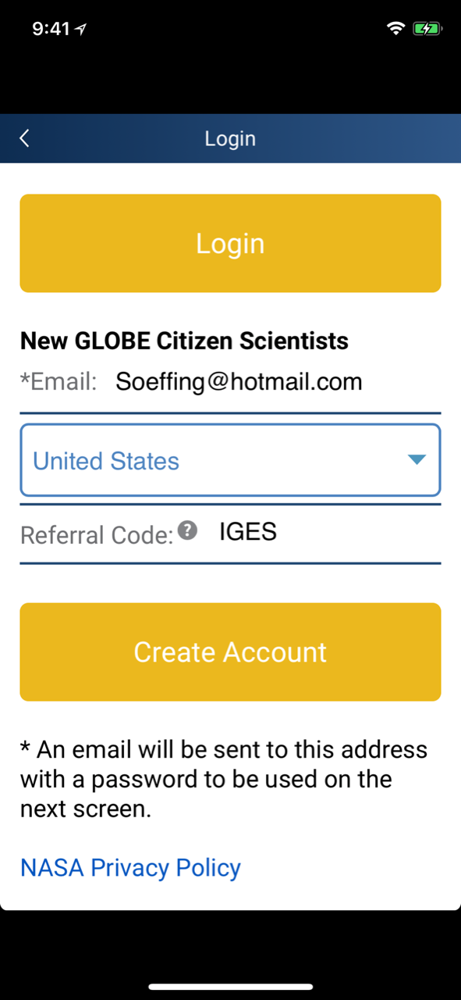 9:41
Login
Login
New GLOBE Citizen Scientists
*Email: Soeffing@hotmail.com
United States
Referral Code: ? IGES
Create Account
* An email will be sent to this address
with a password to be used on the
next screen.
NASA Privacy Policy